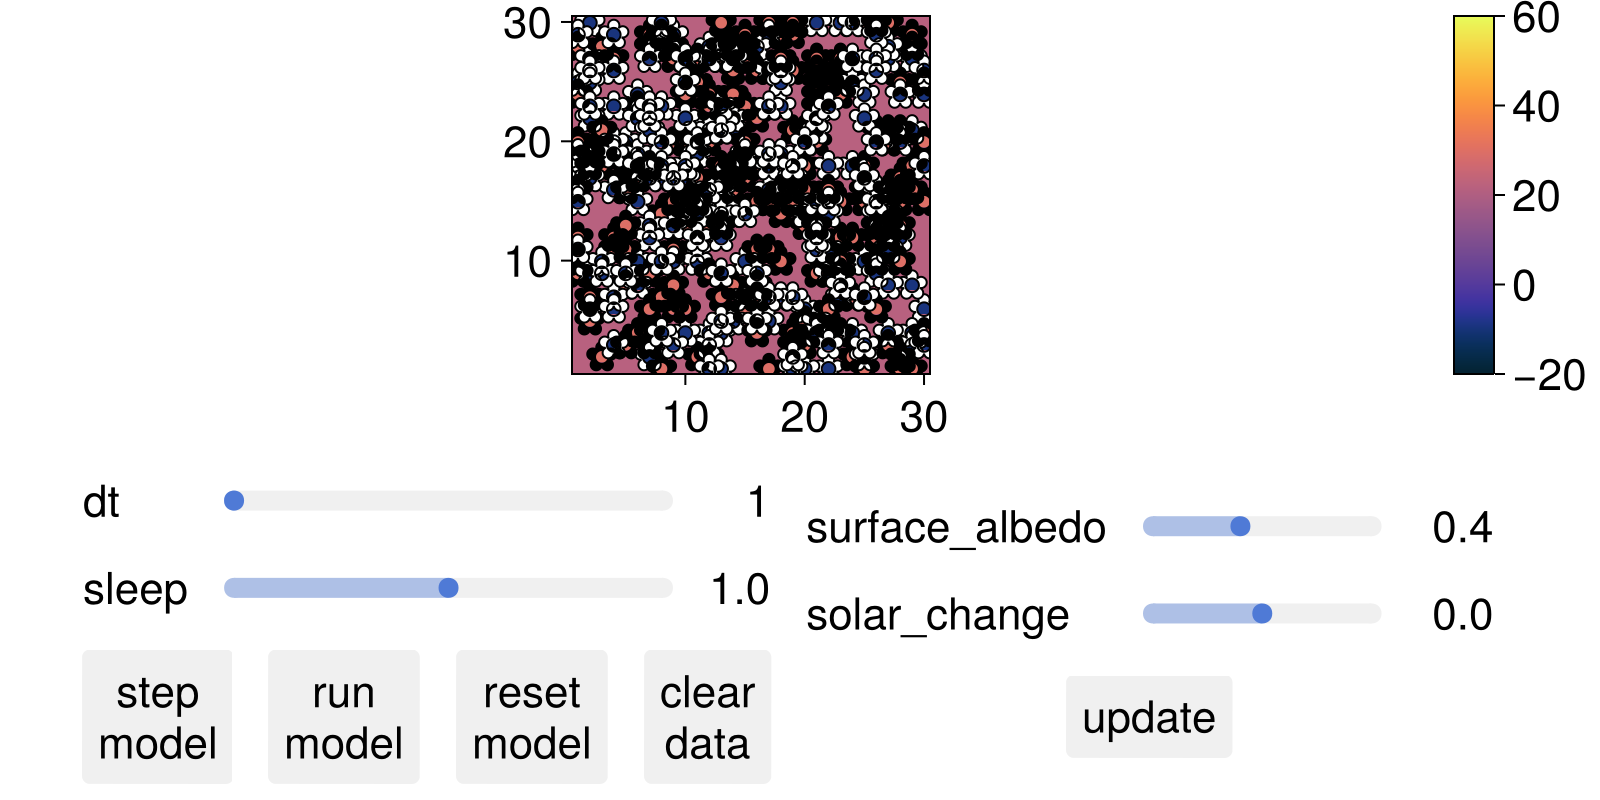 30
20
10
10 20 30
60
40
20
0
−20
dt 1
sleep 1.0
surface_albedo 0.4
solar_change 0.0
step
model
run
model
reset
model
clear
data
update